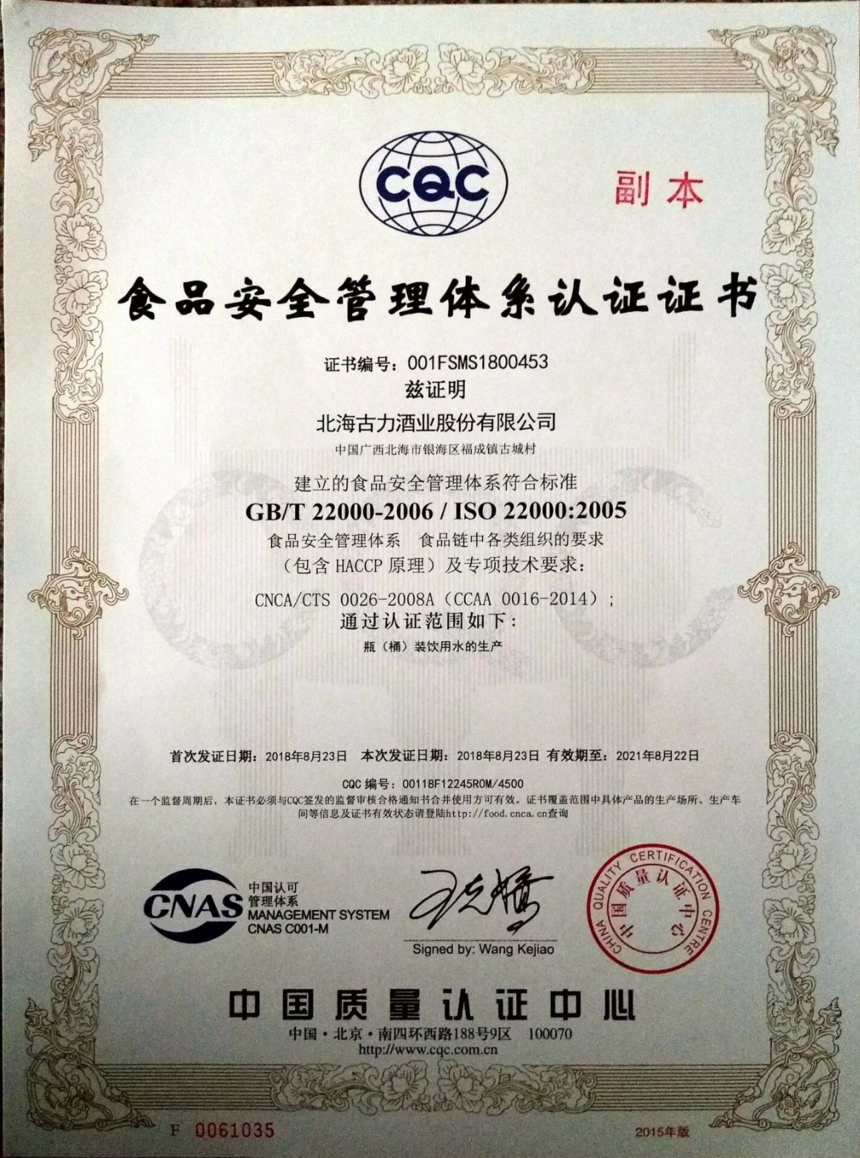 CQC
副本
食品安全管理体系认证证书
证书编号：001FSMS1800453
兹证明
北海古力酒业股份有限公司
中国广西北海市银海区福成镇古城村
建立的食品安全管理体系符合标准
GB/T 22000-2006 / ISO 22000:2005
食品安全管理体系 食品链中各类组织的要求
（包含 HACCP 原理）及专项技术要求：
CNCA/CTS 0026-2008A（CCAA 0016-2014）;
通过认证范围如下：
瓶（桶）装饮用水的生产
首次发证日期：2018年8月23日 本次发证日期：2018年8月23日 有效期至：2021年8月22日
CQC 编号：00118F12245R0M/4500
在一个监督周期后，本证书必须与CQC签发的监督审核合格通知书合并使用方可有效。证书覆盖范围中具体产品的生产场所、生产车
间等信息及证书有效状态请登陆http://food.cnca.cn查询
CNAS
中国认可
管理体系
MANAGEMENT SYSTEM
CNAS C001-M
王克娇
Signed by: Wang Kejiao
CHINA QUALITY CERTIFICATION CENTRE
中国质量认证中心
中国质量认证中心
中国・北京・南四环西路188号9区 100070
http://www.cqc.com.cn
F 0061035
2015年版